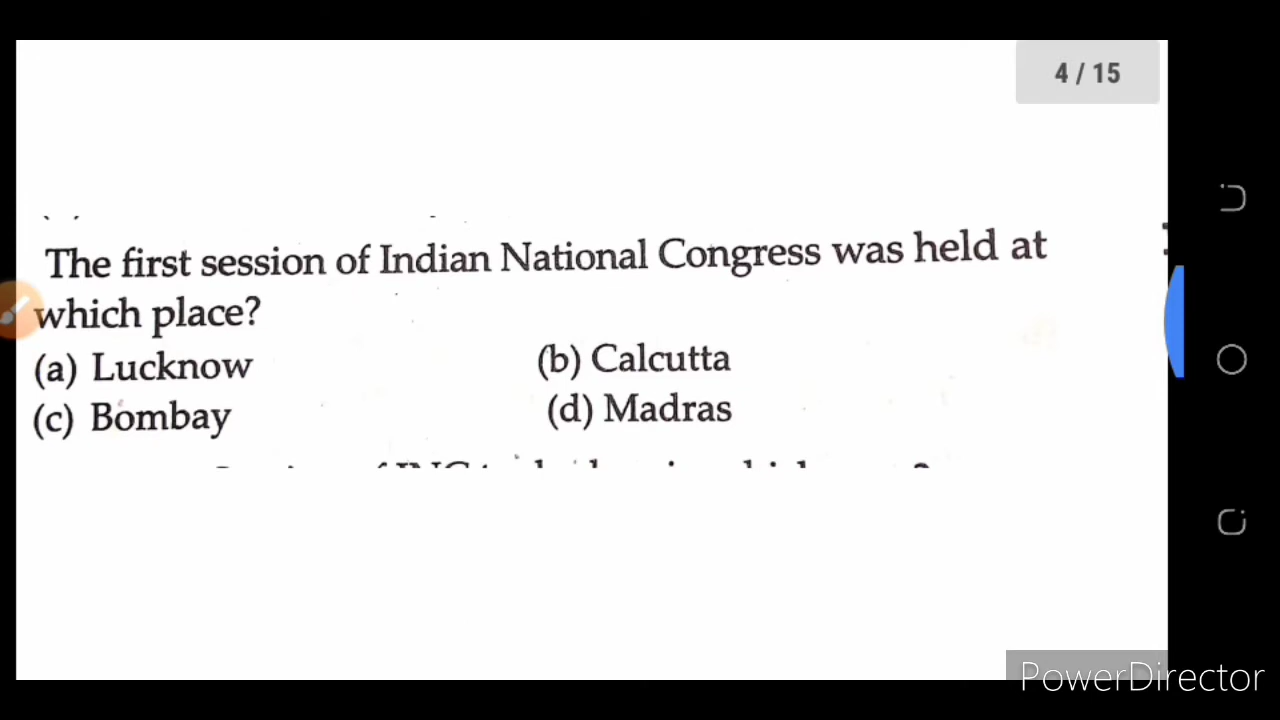 4 / 15
The first session of Indian National Congress was held at
which place?
(a) Lucknow (b) Calcutta
(c) Bombay (d) Madras
PowerDirector